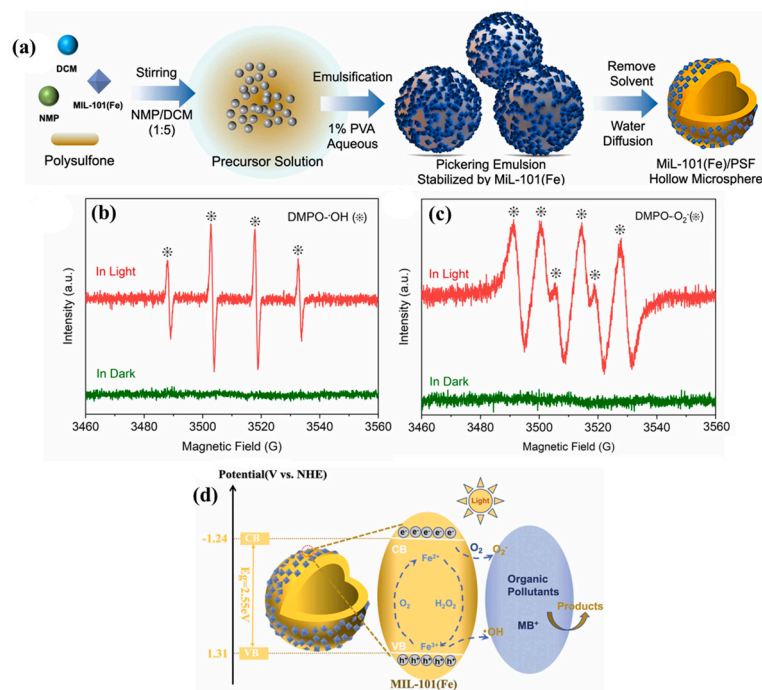 (a)
DCM
NMP
MIL-101(Fe)
Polysulfone
Stirring
NMP/DCM
(1:5)
Precursor Solution
Emulsification
1% PVA
Aqueous
Pickering Emulsion
Stabilized by MiL-101(Fe)
Remove
Solvent
Water
Diffusion
MiL-101(Fe)/PSF
Hollow Microsphere
(b)
DMPO-·OH (※)
In Light
In Dark
Intensity (a.u.)
3460 3480 3500 3520 3540 3560
Magnetic Field (G)
(c)
DMPO-O₂·⁻(※)
In Light
In Dark
Intensity (a.u.)
3460 3480 3500 3520 3540 3560
Magnetic Field (G)
(d)
Potential(V vs. NHE)
Light
-1.24
CB
Eg=2.55eV
1.31
VB
e⁻ e⁻ e⁻ e⁻ e⁻
CB
Fe²⁺
O₂
H₂O₂
Fe³⁺
VB
h⁺ h⁺ h⁺ h⁺ h⁺
MIL-101(Fe)
O₂
O₂·⁻
·OH
Organic
Pollutants
MB⁺
Products